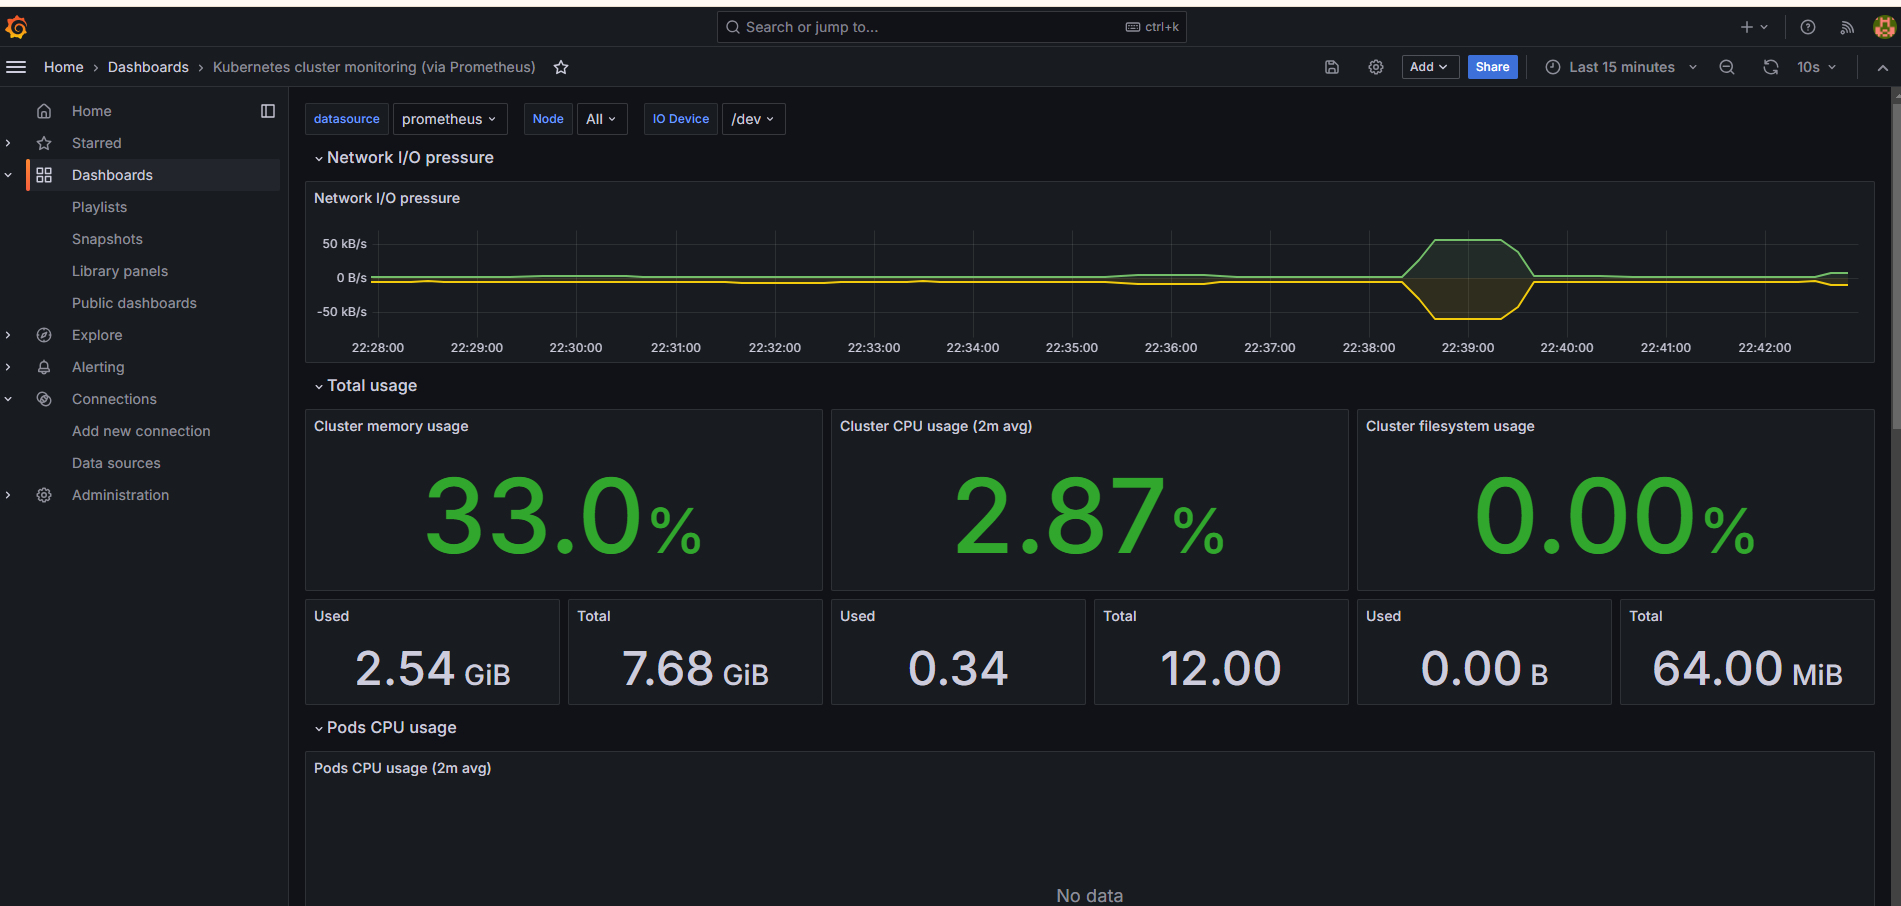 Search or jump to... ctrl+k
Home › Dashboards › Kubernetes cluster monitoring (via Prometheus)
Add
Share
Last 15 minutes
10s
Home
Starred
Dashboards
Playlists
Snapshots
Library panels
Public dashboards
Explore
Alerting
Connections
Add new connection
Data sources
Administration
datasource prometheus Node All IO Device /dev
Network I/O pressure
Network I/O pressure
50 kB/s
0 B/s
-50 kB/s
22:28:00 22:29:00 22:30:00 22:31:00 22:32:00 22:33:00 22:34:00 22:35:00 22:36:00 22:37:00 22:38:00 22:39:00 22:40:00 22:41:00 22:42:00
Total usage
Cluster memory usage
33.0%
Cluster CPU usage (2m avg)
2.87%
Cluster filesystem usage
0.00%
Used
2.54 GiB
Total
7.68 GiB
Used
0.34
Total
12.00
Used
0.00 B
Total
64.00 MiB
Pods CPU usage
Pods CPU usage (2m avg)
No data